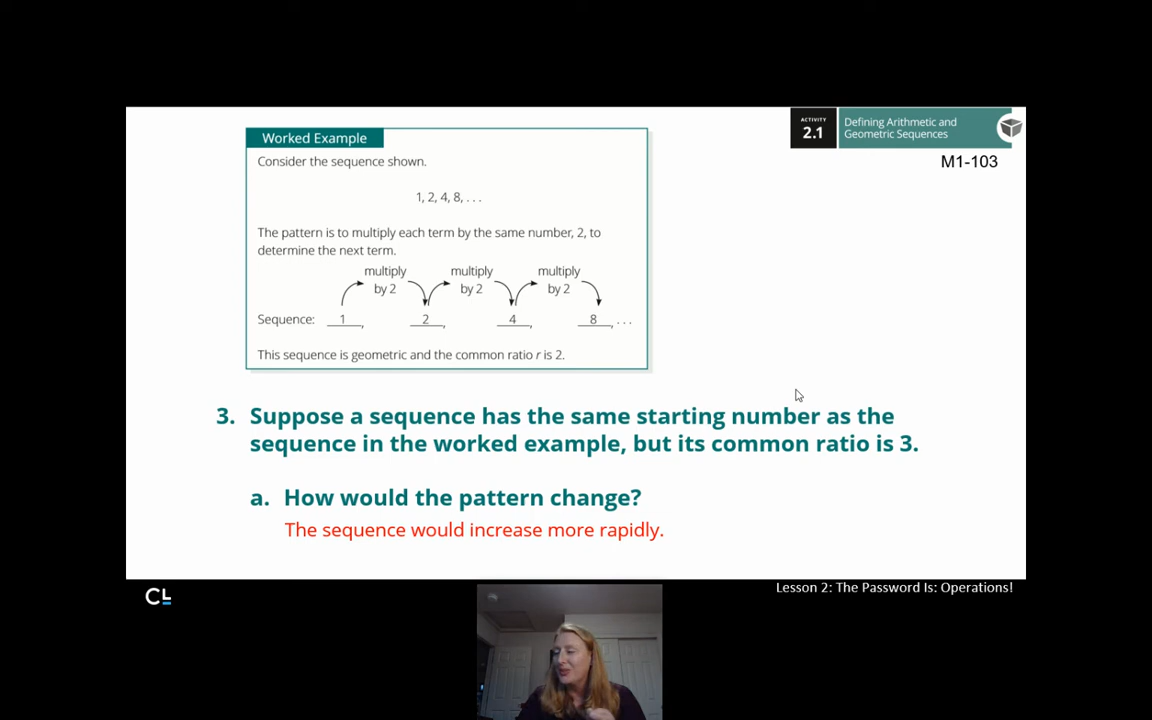 Worked Example
Consider the sequence shown.
1, 2, 4, 8, . . .
The pattern is to multiply each term by the same number, 2, to
determine the next term.
multiply multiply multiply
by 2 by 2 by 2
Sequence: 1, 2, 4, 8, . . .
This sequence is geometric and the common ratio r is 2.
ACTIVITY
2.1
Defining Arithmetic and
Geometric Sequences
M1-103
3. Suppose a sequence has the same starting number as the
sequence in the worked example, but its common ratio is 3.
a. How would the pattern change?
The sequence would increase more rapidly.
CL
Lesson 2: The Password Is: Operations!